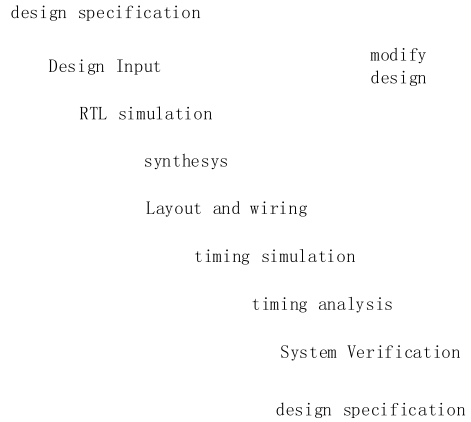 design specification
Design Input
modify
design
RTL simulation
synthesys
Layout and wiring
timing simulation
timing analysis
System Verification
design specification